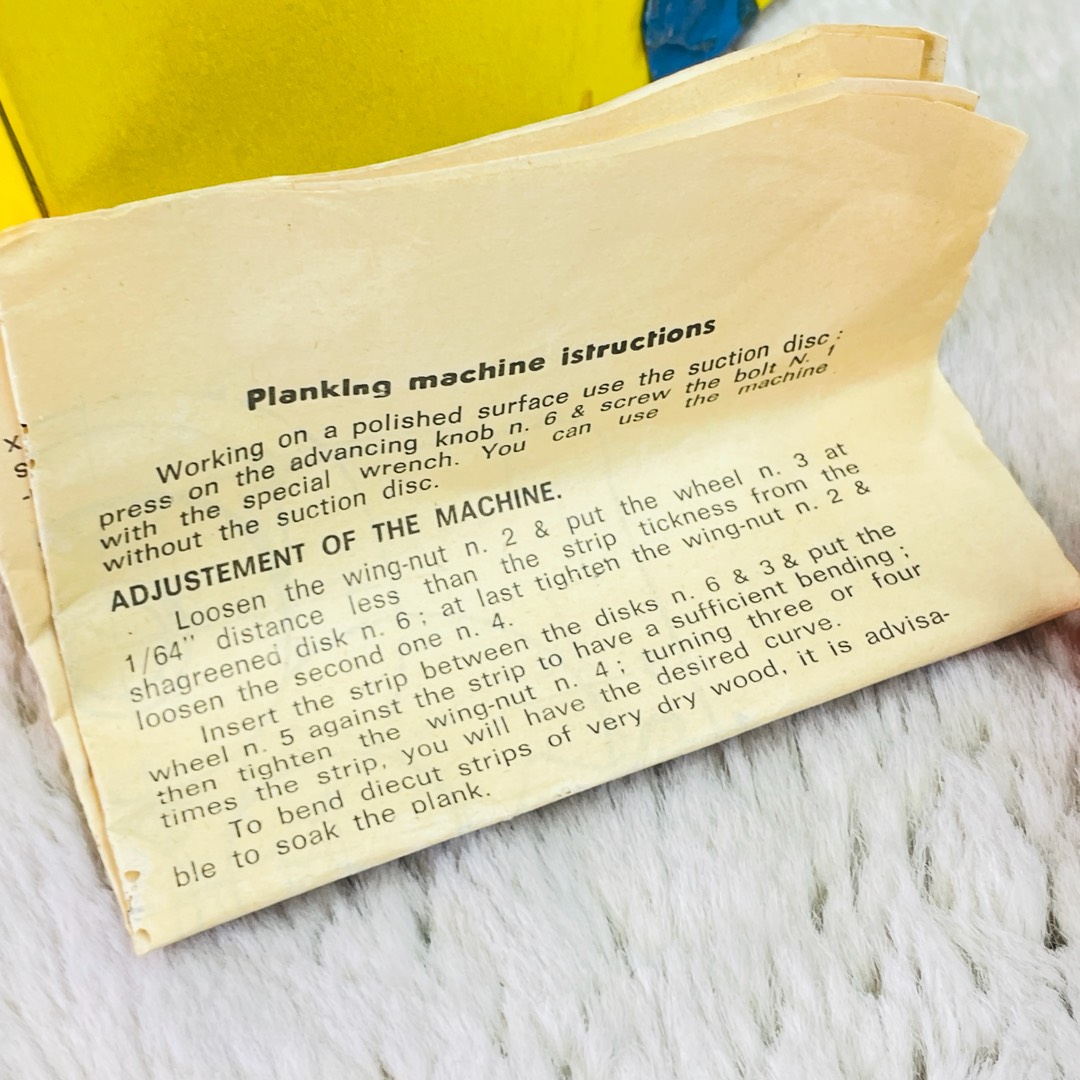 Planking machine istructions
Working on a polished surface use the suction disc:
press on the advancing knob n. 6 & screw the bolt N. 1
with the special wrench. You can use the machine
without the suction disc.
ADJUSTEMENT OF THE MACHINE.
Loosen the wing-nut n. 2 & put the wheel n. 3 at
1/64" distance less than the strip tickness from the
shagreened disk n. 6; at last tighten the wing-nut n. 2 &
loosen the second one n. 4.
Insert the strip between the disks n. 6 & 3 & put the
wheel n. 5 against the strip to have a sufficient bending;
then tighten the wing-nut n. 4; turning three or four
times the strip, you will have the desired curve.
To bend diecut strips of very dry wood, it is advisa-
ble to soak the plank.